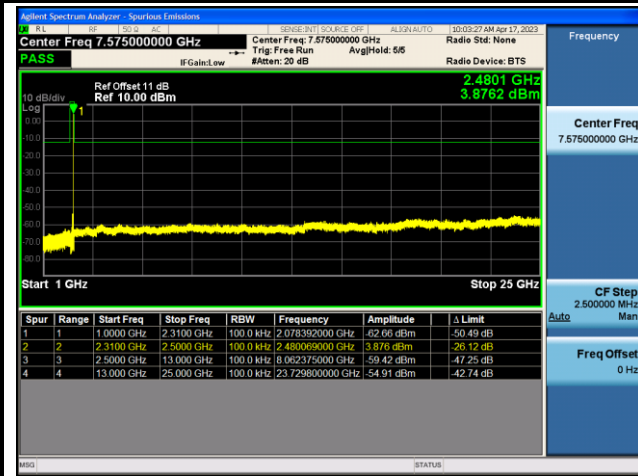 Agilent Spectrum Analyzer - Spurious Emissions
RL RF 50 Ω AC SENSE:INT SOURCE OFF ALIGN AUTO 10:03:27 AM Apr 17, 2023
Center Freq 7.575000000 GHz Center Freq: 7.575000000 GHz Radio Std: None
Trig: Free Run Avg|Hold: 5/5
PASS IFGain:Low #Atten: 20 dB Radio Device: BTS
Frequency
Ref Offset 11 dB 2.4801 GHz
10 dB/div Ref 10.00 dBm 3.8762 dBm
Log
1
0.00
-10.0
-20.0
-30.0
-40.0
-50.0
-60.0
-70.0
-80.0
Start 1 GHz Stop 25 GHz
Spur Range Start Freq Stop Freq RBW Frequency Amplitude Δ Limit
1 1 1.0000 GHz 2.3100 GHz 100.0 kHz 2.078392000 GHz -62.66 dBm -50.49 dB
2 2 2.3100 GHz 2.5000 GHz 100.0 kHz 2.480069000 GHz 3.876 dBm -26.12 dB
3 3 2.5000 GHz 13.000 GHz 100.0 kHz 8.062375000 GHz -59.42 dBm -47.25 dB
4 4 13.000 GHz 25.000 GHz 100.0 kHz 23.729800000 GHz -54.91 dBm -42.74 dB
Center Freq
7.575000000 GHz
CF Step
2.500000 MHz
Auto Man
Freq Offset
0 Hz
MSG STATUS